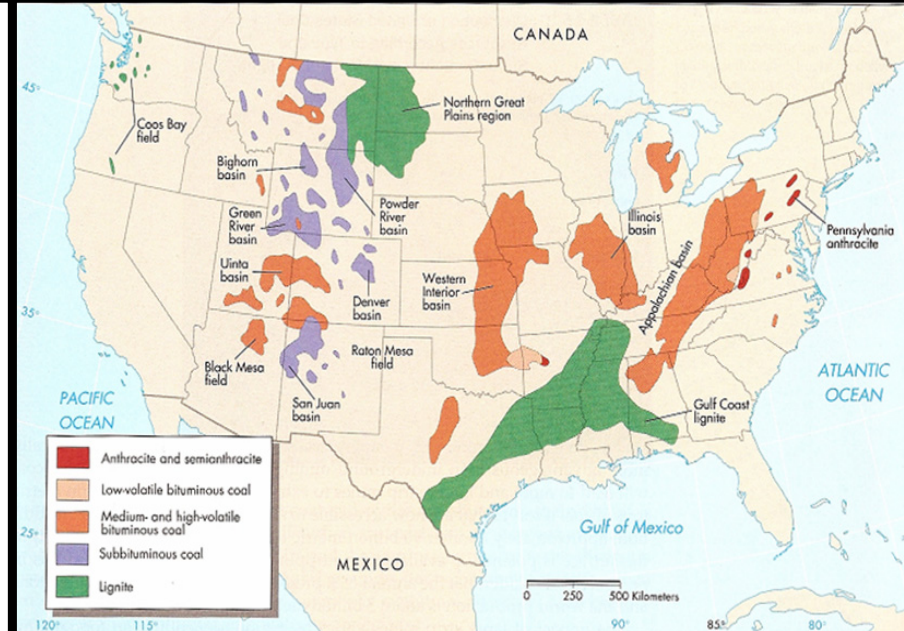 CANADA
45°
Coos Bay
field
Northern Great
Plains region
Bighorn
basin
Powder
River
basin
Green
River
basin
Illinois
basin
Pennsylvania
anthracite
Uinta
basin
Denver
basin
Western
Interior
basin
Appalachian basin
35°
Black Mesa
field
Raton Mesa
field
San Juan
basin
PACIFIC
OCEAN
ATLANTIC
OCEAN
Gulf Coast
lignite
Anthracite and semianthracite
Low-volatile bituminous coal
Medium- and high-volatile
bituminous coal
Subbituminous coal
Lignite
25°
MEXICO
Gulf of Mexico
0 250 500 Kilometers
120° 115° 90° 85° 80°